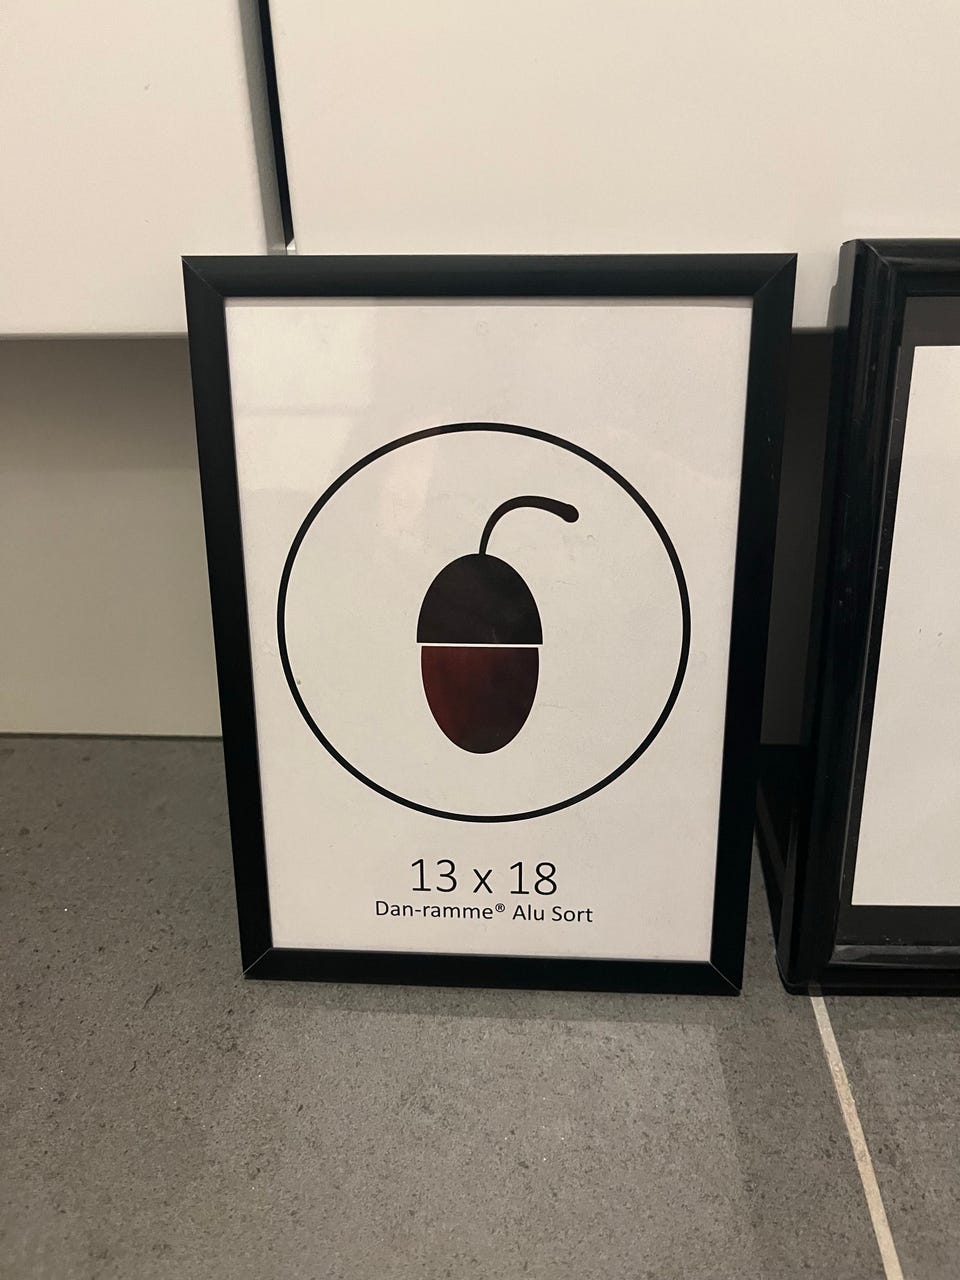 13 x 18
Dan-ramme® Alu Sort